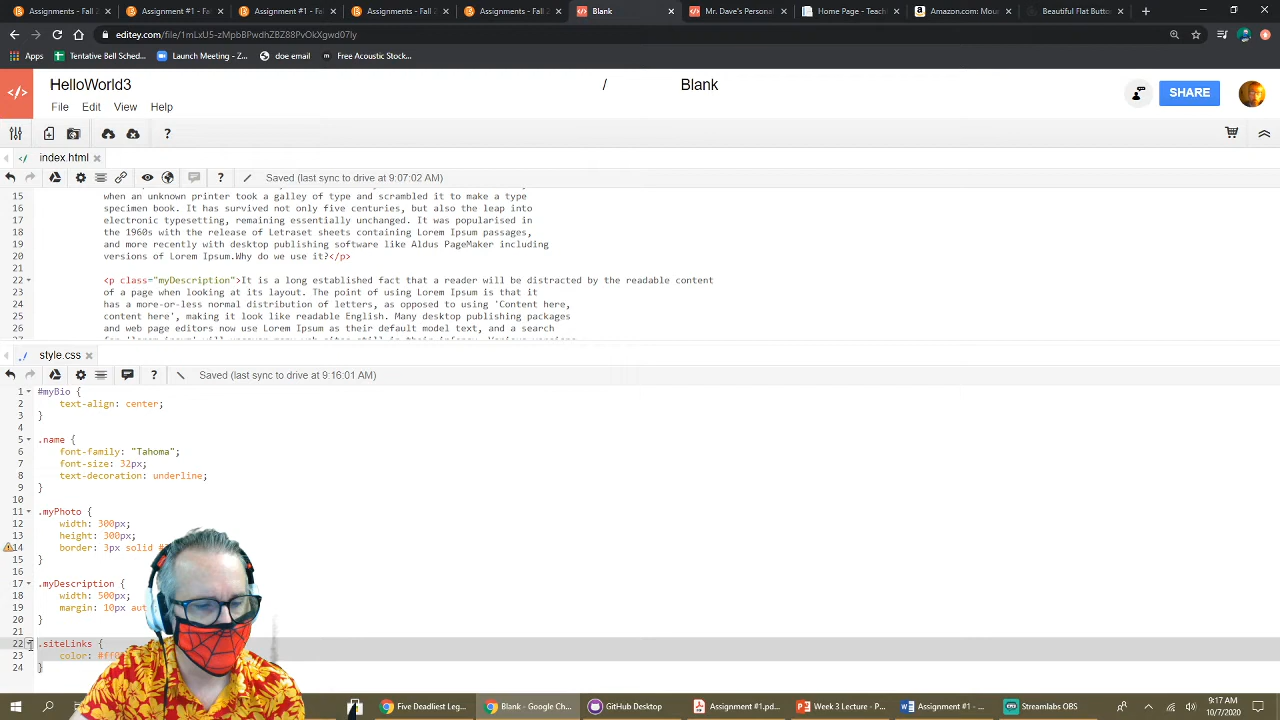 Assignments - Fall 2
Assignment #1 - Fa
Assignment #1 - Fa
Assignments - Fall 2
Assignments - Fall 2
Blank
Mr. Dave's Personal
Home Page - Teach
Amazon.com: Mou
Beautiful Flat Butto
editey.com/file/1mLxU5-zMpbBPwdhZBZ88PvOkXgwd07ly
Apps
Tentative Bell Sched...
Launch Meeting - Z...
doe email
Free Acoustic Stock...
HelloWorld3
/
Blank
SHARE
File Edit View Help
index.html
Saved (last sync to drive at 9:07:02 AM)
15
when an unknown printer took a galley of type and scrambled it to make a type
16 specimen book. It has survived not only five centuries, but also the leap into
17 electronic typesetting, remaining essentially unchanged. It was popularised in
18 the 1960s with the release of Letraset sheets containing Lorem Ipsum passages,
19 and more recently with desktop publishing software like Aldus PageMaker including
20 versions of Lorem Ipsum.Why do we use it?</p>
21
22 <p class="myDescription">It is a long established fact that a reader will be distracted by the readable content
23 of a page when looking at its layout. The point of using Lorem Ipsum is that it
24 has a more-or-less normal distribution of letters, as opposed to using 'Content here,
25 content here', making it look like readable English. Many desktop publishing packages
26 and web page editors now use Lorem Ipsum as their default model text, and a search
style.css
Saved (last sync to drive at 9:16:01 AM)
1 #myBio {
2 text-align: center;
3 }
4
5 .name {
6 font-family: "Tahoma";
7 font-size: 32px;
8 text-decoration: underline;
9 }
10
11 .myPhoto {
12 width: 300px;
13 height: 300px;
14 border: 3px solid
15 }
16
17 .myDescription {
18 width: 500px;
19 margin: 10px aut
20 }
21
22 .siteLinks {
23 color: #ff0
24 }
Five Deadliest Leg...
Blank - Google Ch...
GitHub Desktop
Assignment #1.pd...
Week 3 Lecture - P...
Assignment #1 - ...
Streamlabs OBS
9:17 AM
10/7/2020